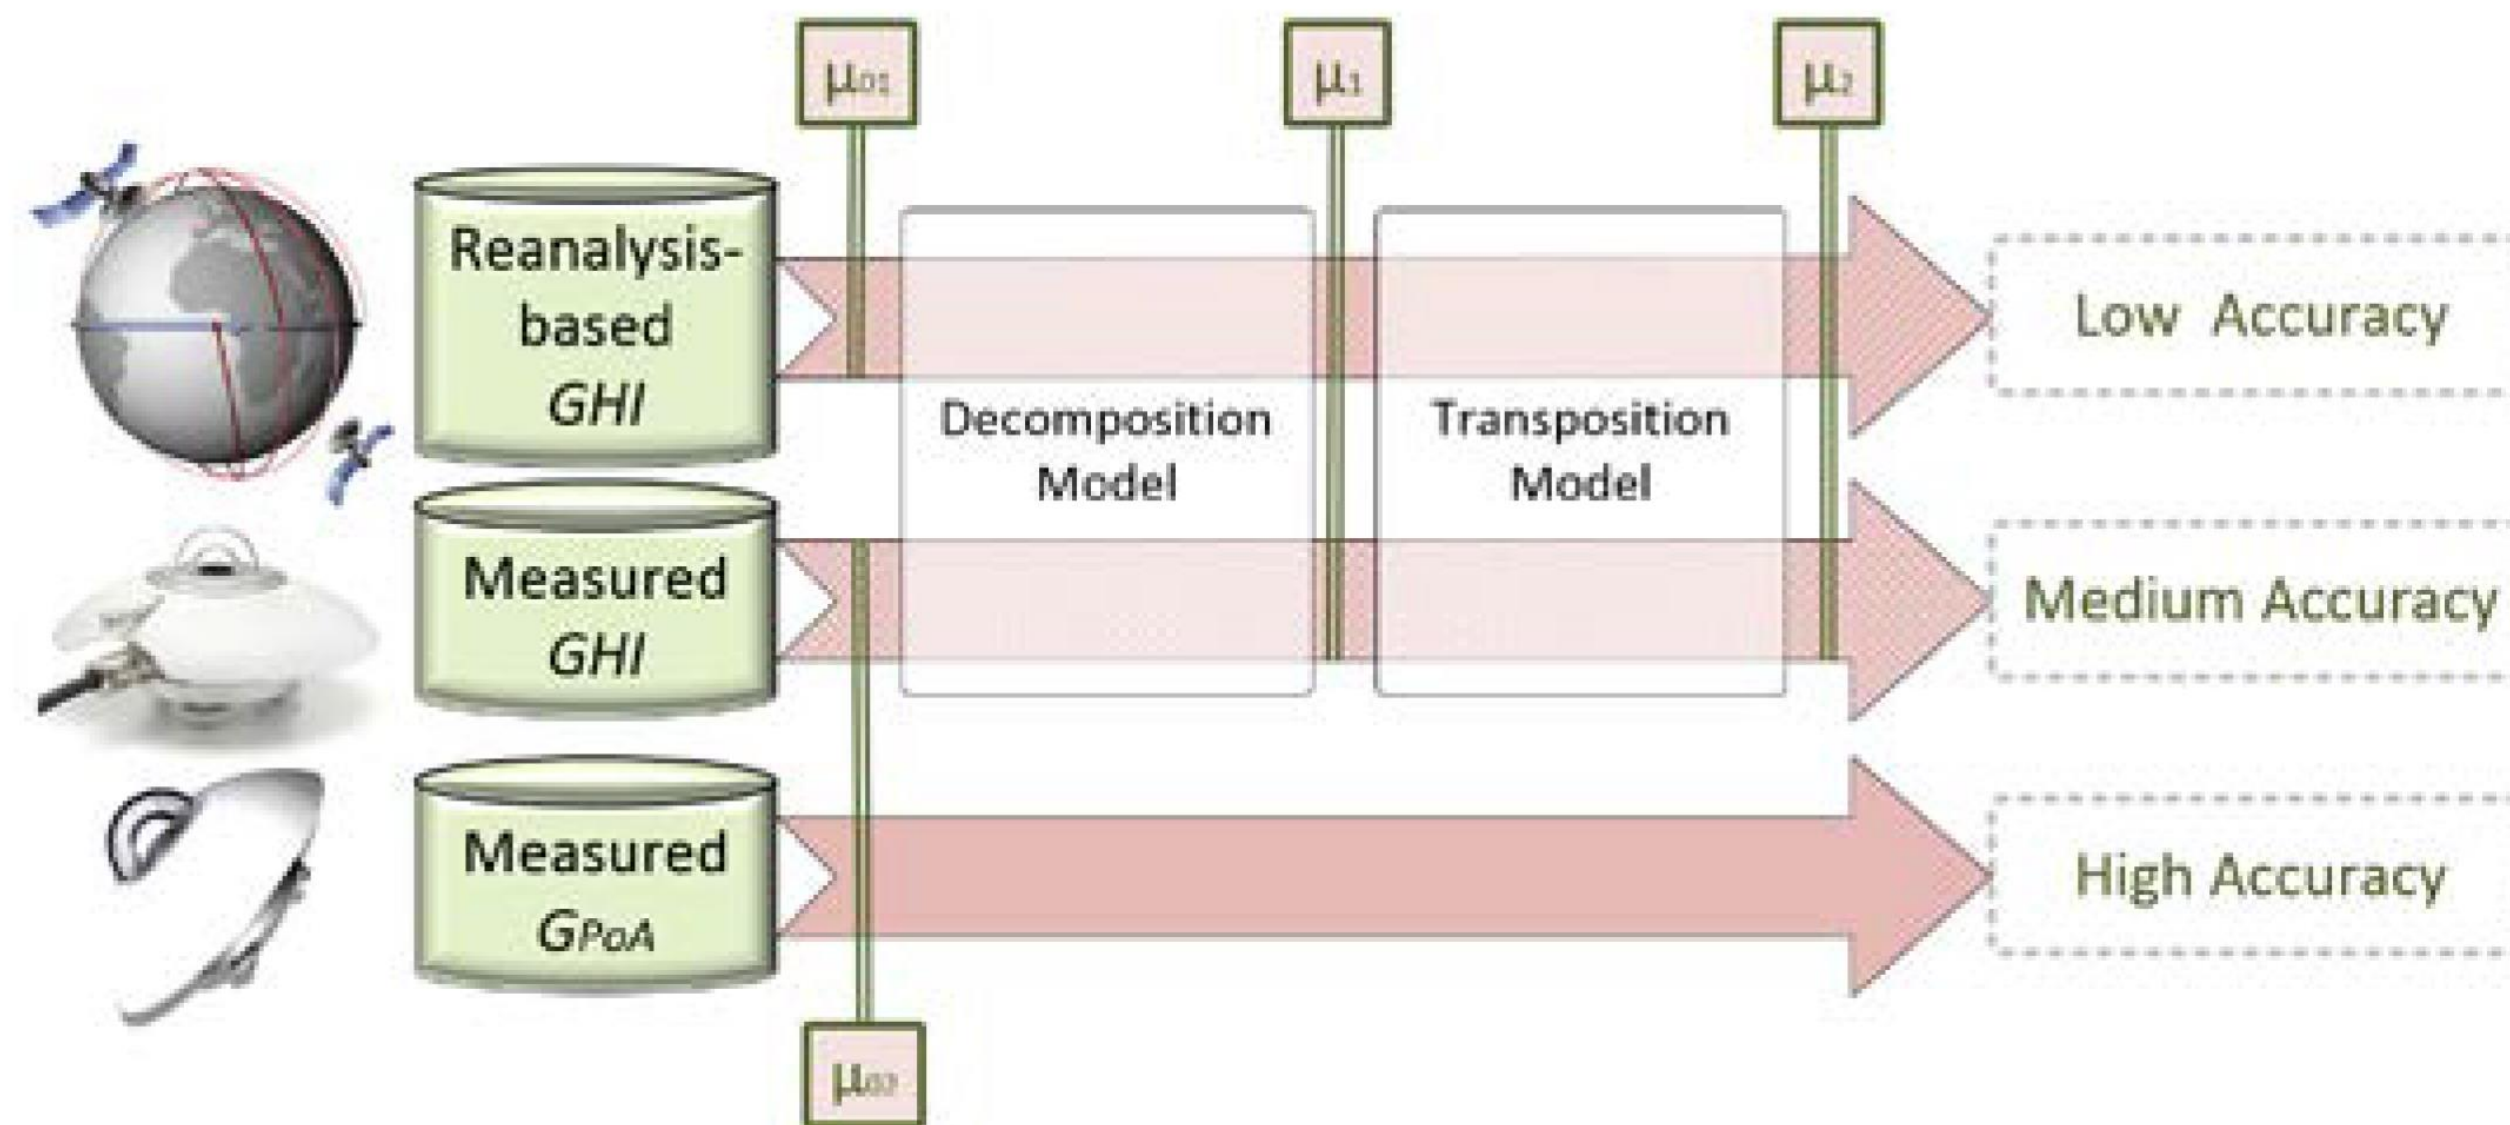 μ01
μ1
μ2
Reanalysis-
based
GHI
Low Accuracy
Decomposition
Model
Transposition
Model
Measured
GHI
Medium Accuracy
Measured
GPoA
High Accuracy
μ02